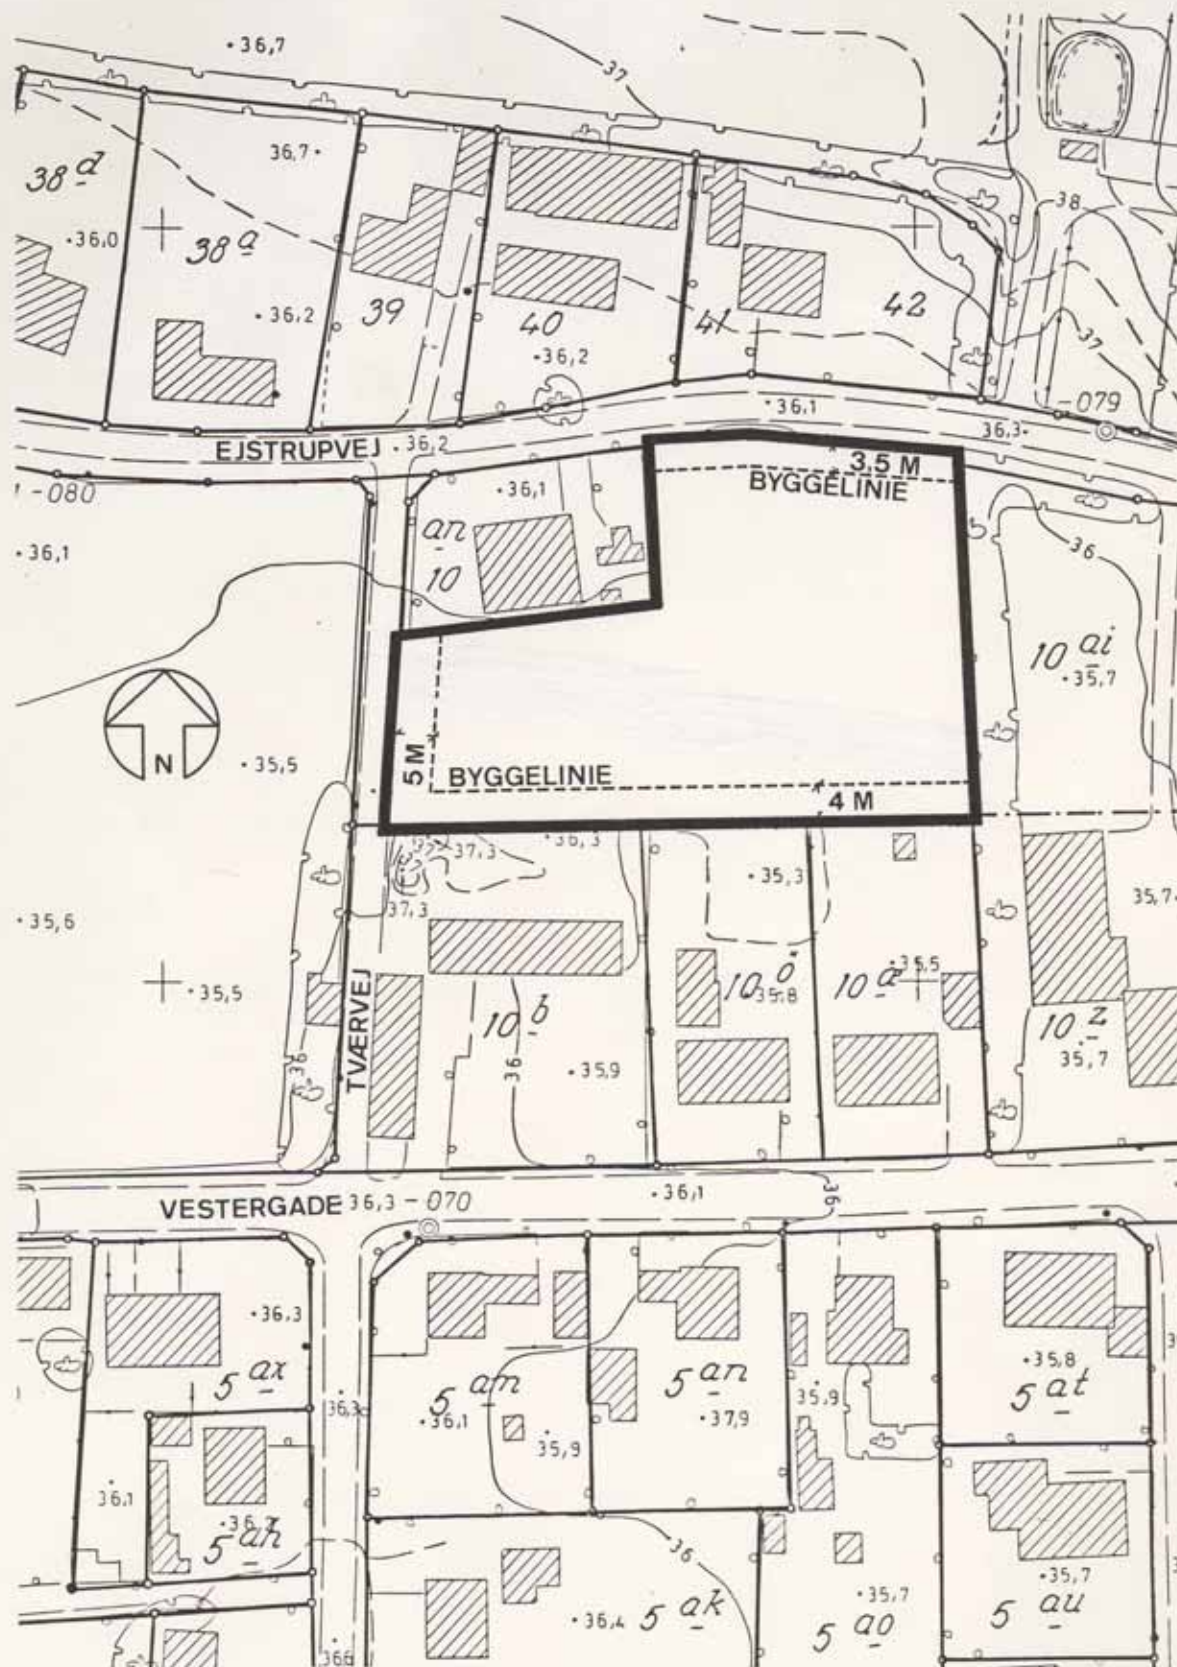 36,7
37
36,7
38 d
36,0
38 a
36,2
39
40
36,2
41
42
38
37
36,1
-079
36,3
EJSTRUPVEJ
36,2
-080
36,1
36,1
an
10
3,5 M
BYGGELINIE
36
10 ai
35,7
N
35,5
5 M
BYGGELINIE
4 M
37,3
36,3
37,3
35,3
35,7
35,6
35,5
TVÆRVEJ
36
10 b
36
35,9
10 ö
35,8
10 æ
35,5
10 z
35,7
VESTERGADE 36,3 -070
36,1
36
36,3
5 ax
36,3
5 am
36,1
35,9
5 an
37,9
35,9
35,8
5 at
36,1
5 ah
36
36,4
5 ak
35,7
5 ao
35,7
5 au
36,6